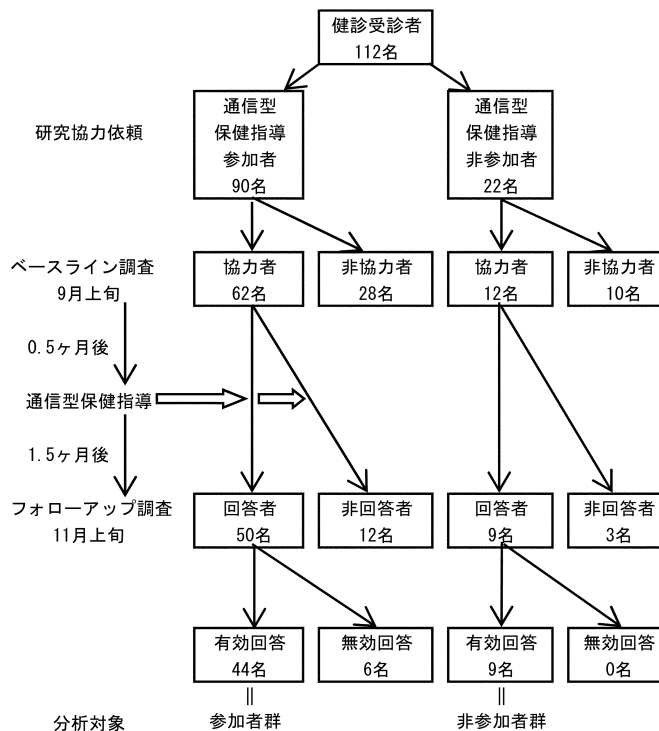 健診受診者
112名
研究協力依頼
通信型
保健指導
参加者
90名
通信型
保健指導
非参加者
22名
ベースライン調査
9月上旬
協力者
62名
非協力者
28名
協力者
12名
非協力者
10名
0.5ヶ月後
通信型保健指導
1.5ヶ月後
フォローアップ調査
11月上旬
回答者
50名
非回答者
12名
回答者
9名
非回答者
3名
有効回答
44名
無効回答
6名
有効回答
9名
無効回答
0名
||
||
分析対象
参加者群
非参加者群